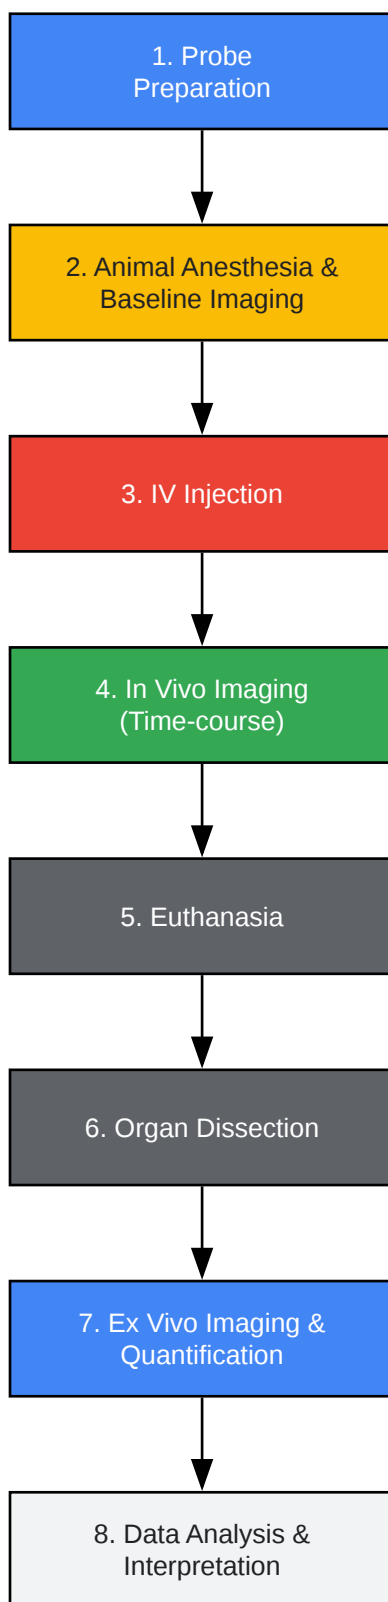 1. Probe
Preparation
2. Animal Anesthesia &
Baseline Imaging
3. IV Injection
4. In Vivo Imaging
(Time-course)
5. Euthanasia
6. Organ Dissection
7. Ex Vivo Imaging &
Quantification
8. Data Analysis &
Interpretation